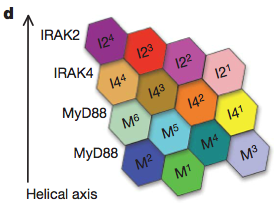 d
IRAK2 I2⁴ I2³ I2² I2¹
IRAK4 I4⁴ I4³ I4² I4¹
MyD88 M⁶ M⁵ M⁴ M³
MyD88 M² M¹
Helical axis